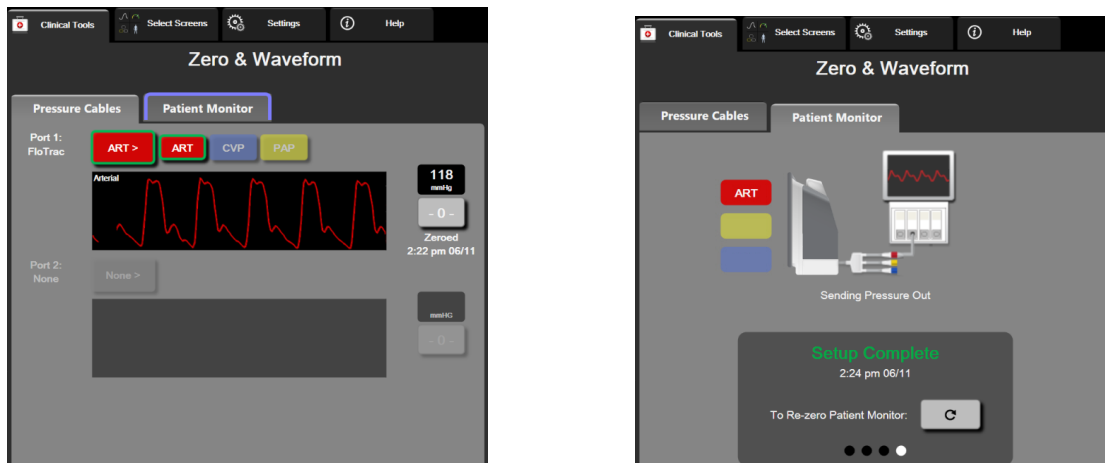 Clinical Tools
Select Screens
Settings
Help
Zero & Waveform
Pressure Cables
Patient Monitor
Port 1:
FloTrac
ART >
ART
CVP
PAP
Arterial
118
mmHg
- 0 -
Zeroed
2:22 pm 06/11
Port 2:
None
None >
mmHG
- 0 -
Clinical Tools
Select Screens
Settings
Help
Zero & Waveform
Pressure Cables
Patient Monitor
ART
Sending Pressure Out
Setup Complete
2:24 pm 06/11
To Re-zero Patient Monitor: